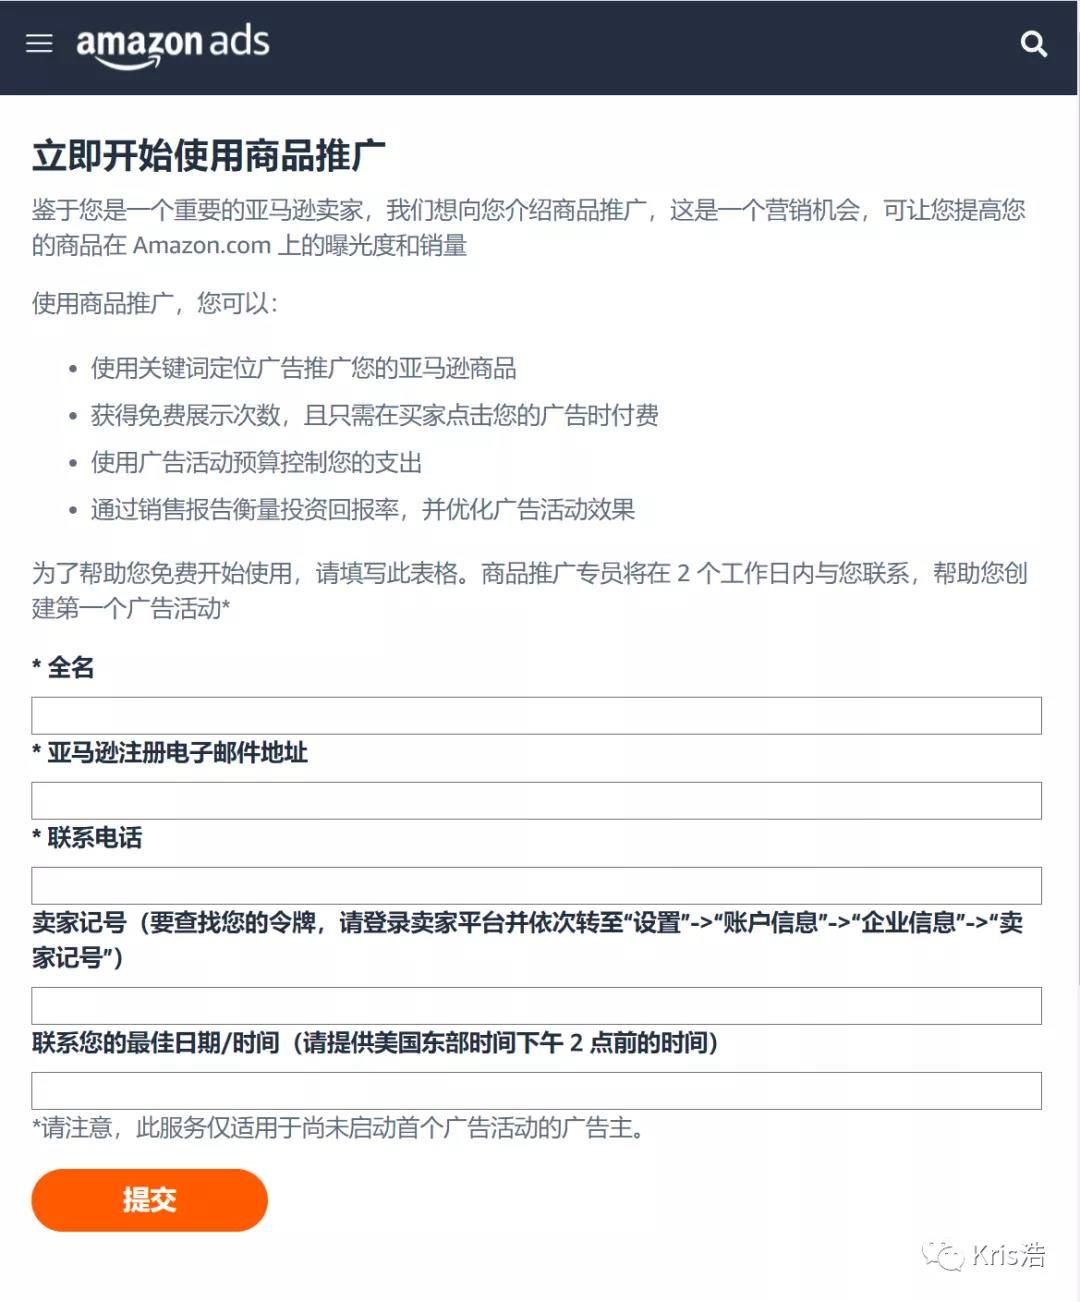 amazon ads
立即开始使用商品推广
鉴于您是一个重要的亚马逊卖家，我们想向您介绍商品推广，这是一个营销机会，可让您提高您
的商品在 Amazon.com 上的曝光度和销量
使用商品推广，您可以：
• 使用关键词定位广告推广您的亚马逊商品
• 获得免费展示次数，且只需在买家点击您的广告时付费
• 使用广告活动预算控制您的支出
• 通过销售报告衡量投资回报率，并优化广告活动效果
为了帮助您免费开始使用，请填写此表格。商品推广专员将在 2 个工作日内与您联系，帮助您创
建第一个广告活动*
* 全名
* 亚马逊注册电子邮件地址
* 联系电话
卖家记号（要查找您的令牌，请登录卖家平台并依次转至“设置”->“账户信息”->“企业信息”->“卖
家记号”）
联系您的最佳日期/时间（请提供美国东部时间下午 2 点前的时间）
*请注意，此服务仅适用于尚未启动首个广告活动的广告主。
提交
Kris浩